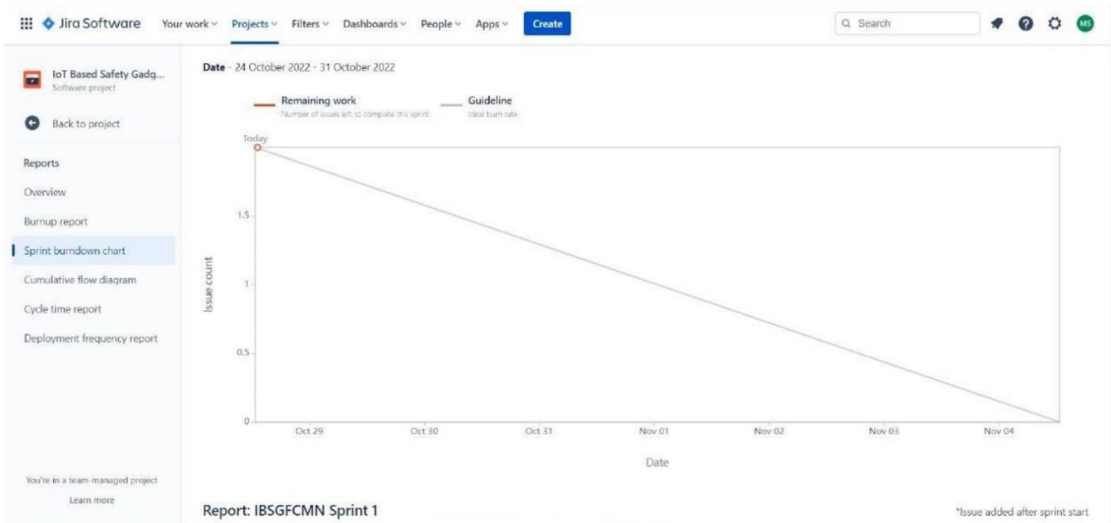 Jira Software Your work Projects Filters Dashboards People Apps Create Search MS
IoT Based Safety Gadg...
Software project
Back to project
Reports
Overview
Burnup report
Sprint burndown chart
Cumulative flow diagram
Cycle time report
Deployment frequency report
You're in a team-managed project
Learn more
Date - 24 October 2022 - 31 October 2022
Remaining work
Number of issues left to complete this sprint
Guideline
Ideal burn rate
Today
1.5
1
0.5
0
Issue count
Oct 29 Oct 30 Oct 31 Nov 01 Nov 02 Nov 03 Nov 04
Date
Report: IBSGFCMN Sprint 1
*Issue added after sprint start